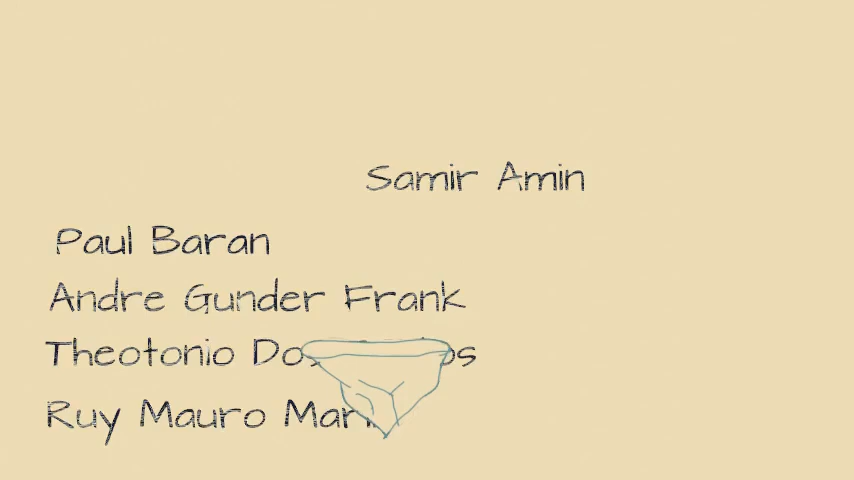 Samir Amin
Paul Baran
Andre Gunder Frank
Theotonio
Ruy Mauro